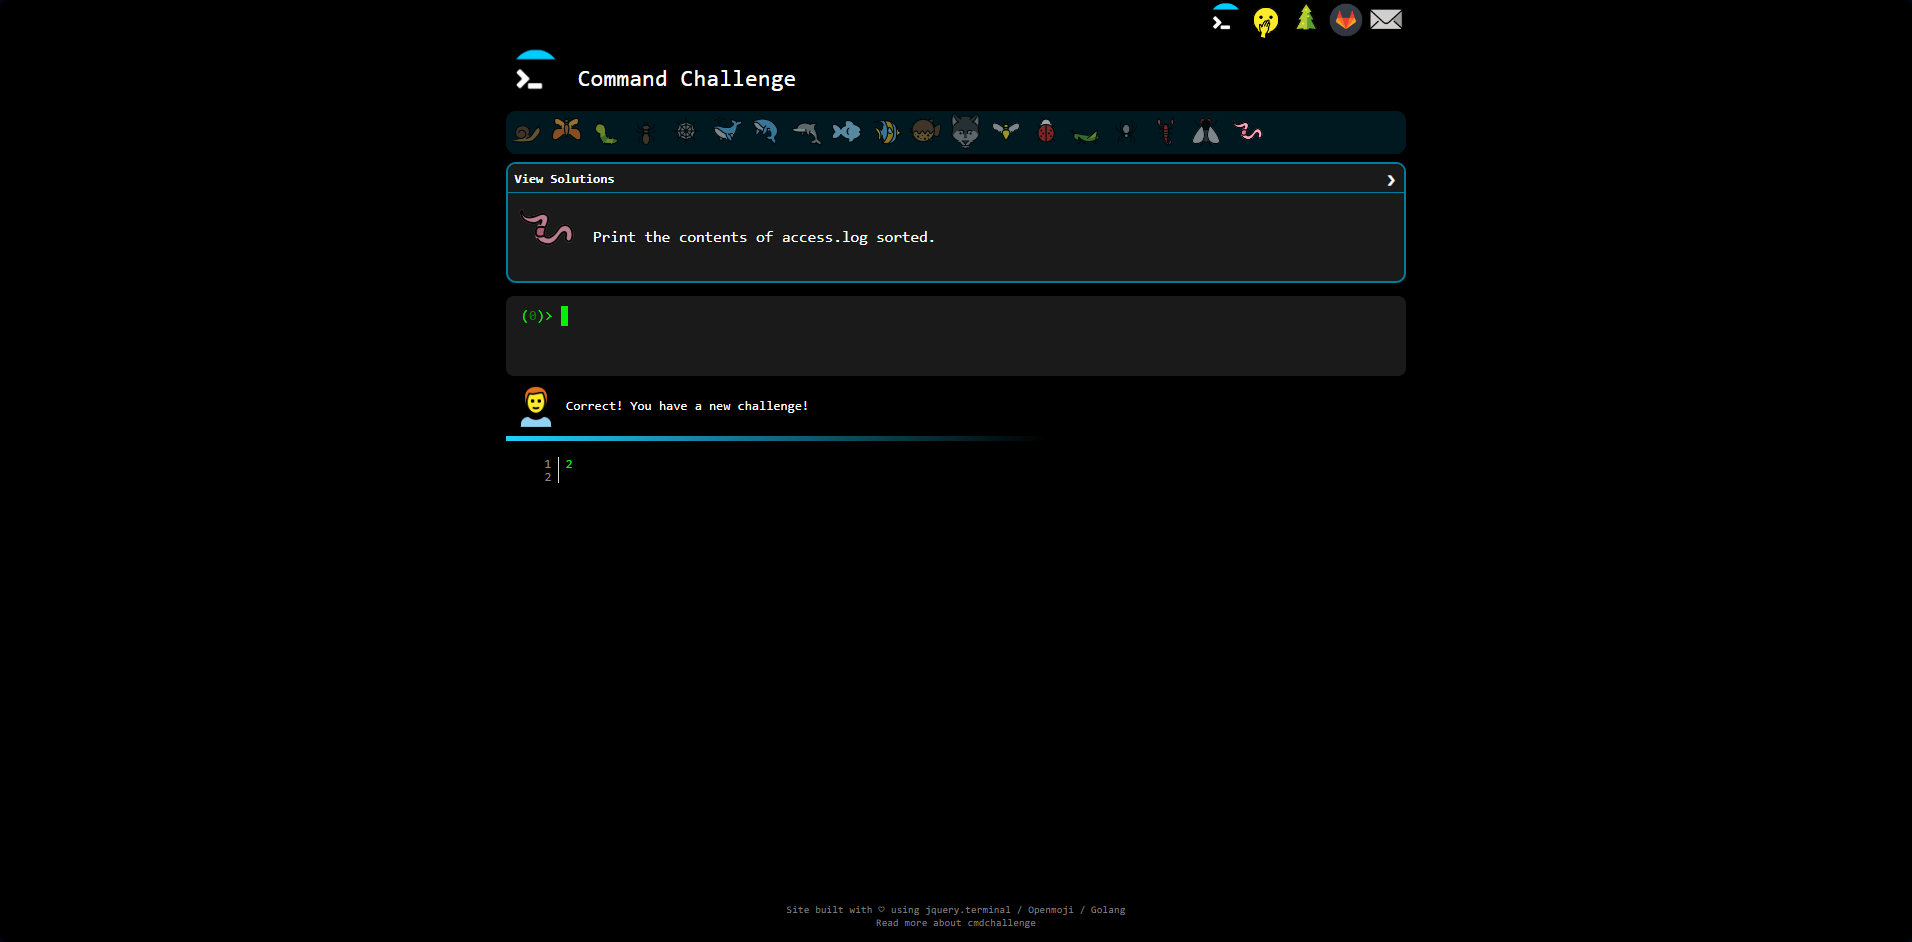 Command Challenge
View Solutions
Print the contents of access.log sorted.
(0)>
Correct! You have a new challenge!
1 2
2
Site built with ♡ using jquery.terminal / Openmoji / Golang
Read more about cmdchallenge